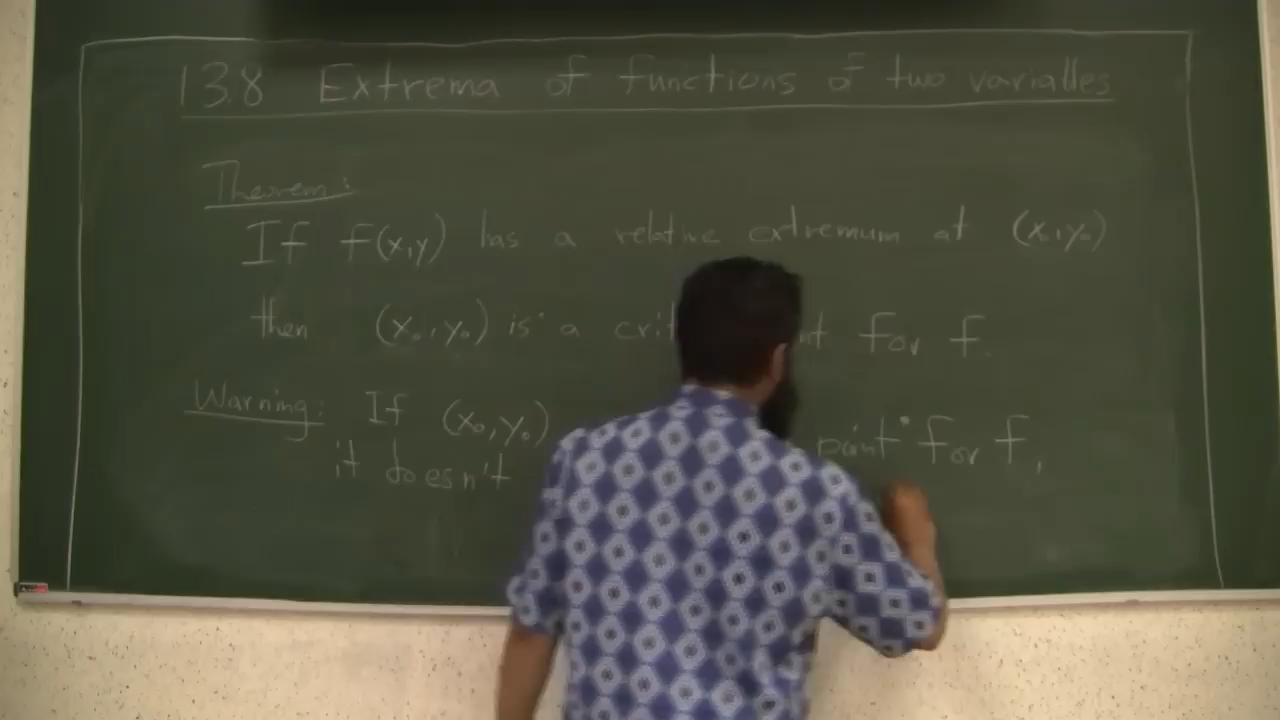 13.8 Extrema of functions of two variables
Theorem:
If f(x,y) has a relative extremum at (x₀,y₀)
then (x₀,y₀) is a crit nt for f.
Warning: If (x₀,y₀) point for f,
it doesn't